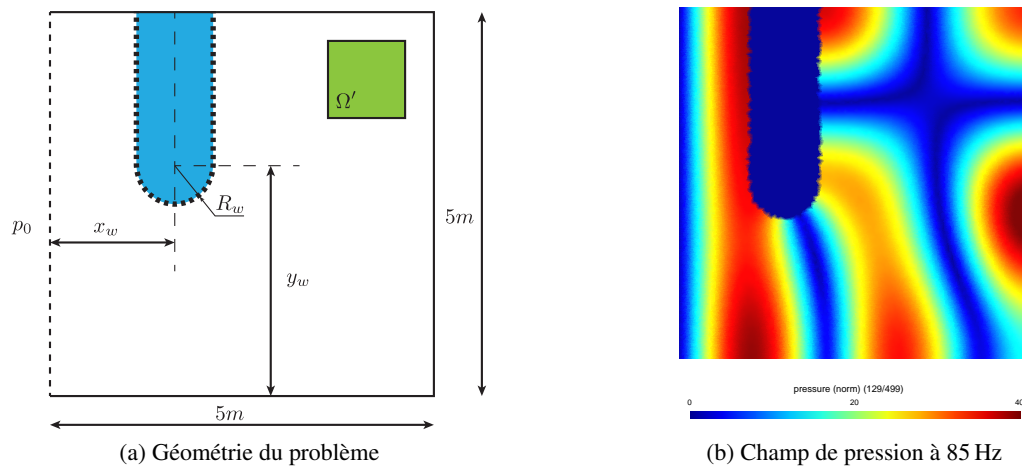 Ω′
R_w
p_0
x_w
y_w
5m
5m
(a) Géométrie du problème
pressure (norm) (129/499)
0
20
40
(b) Champ de pression à 85 Hz